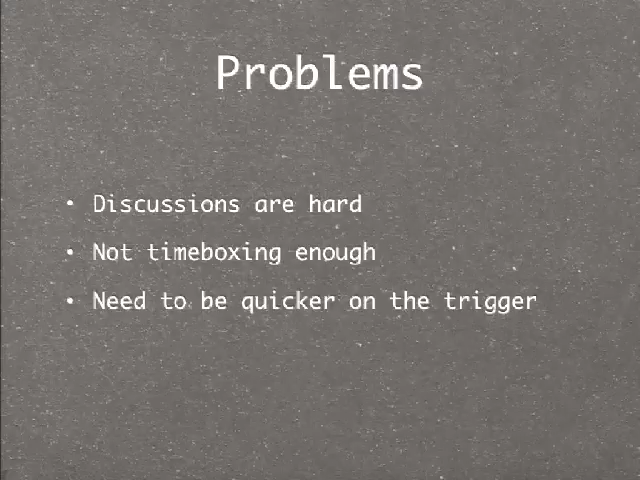 Problems
• Discussions are hard
• Not timeboxing enough
• Need to be quicker on the trigger